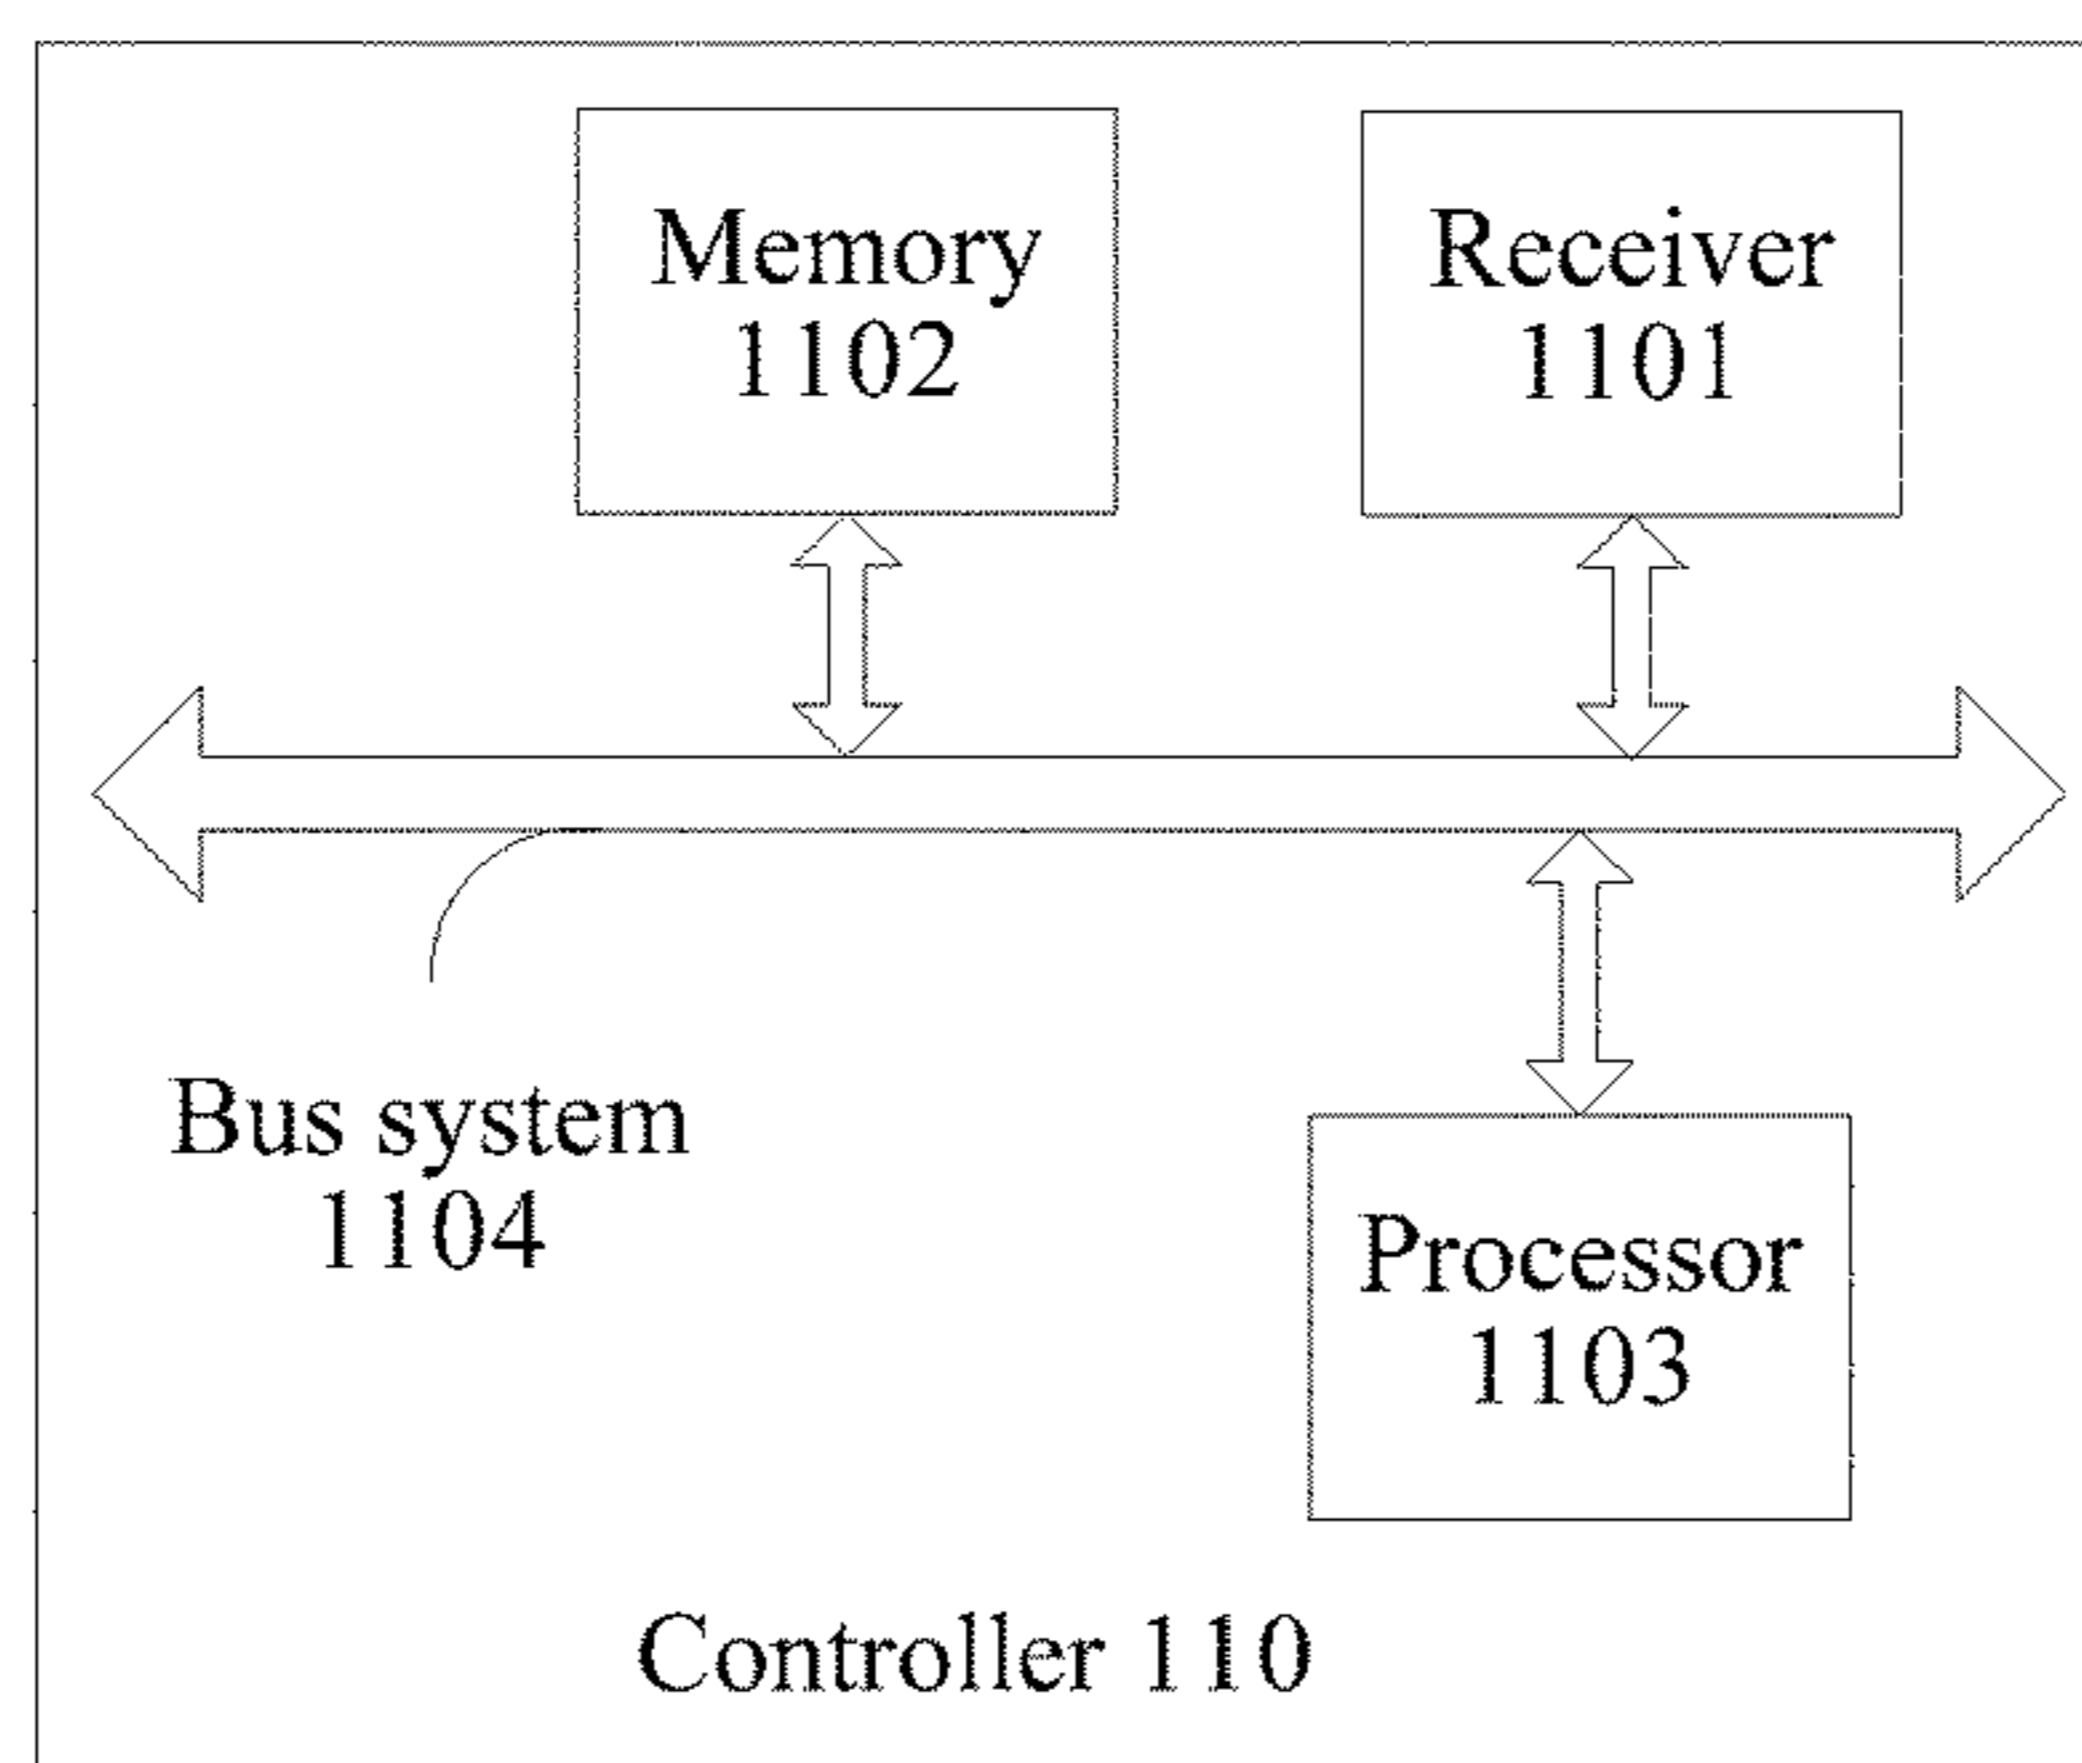 Memory
1102
Receiver
1101
Bus system
1104
Processor
1103
Controller 110